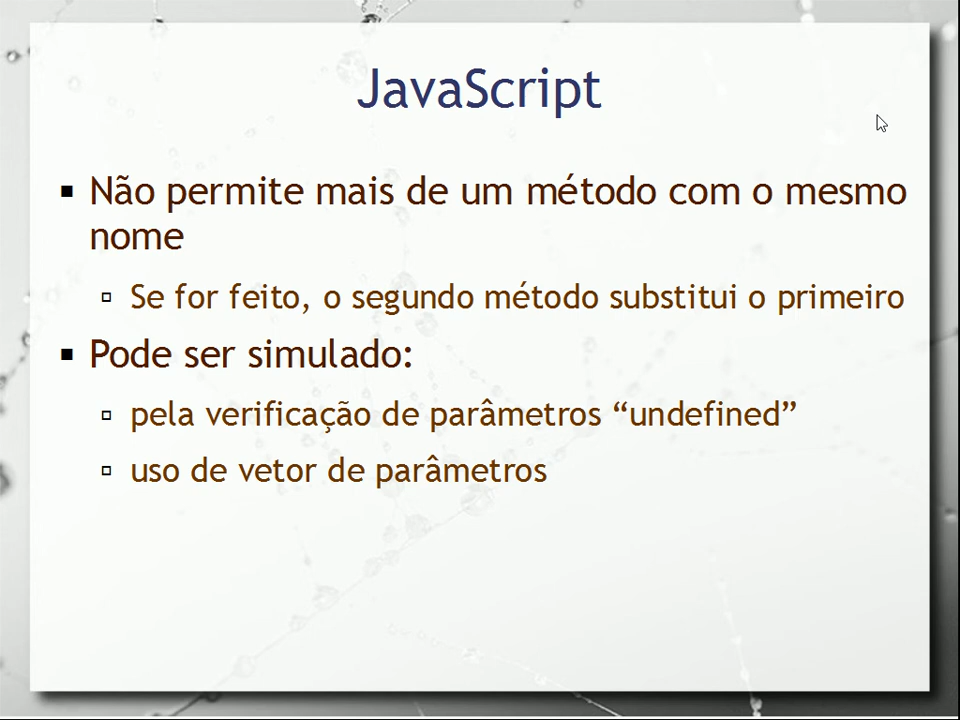 JavaScript
Não permite mais de um método com o mesmo
nome
Se for feito, o segundo método substitui o primeiro
Pode ser simulado:
pela verificação de parâmetros “undefined”
uso de vetor de parâmetros